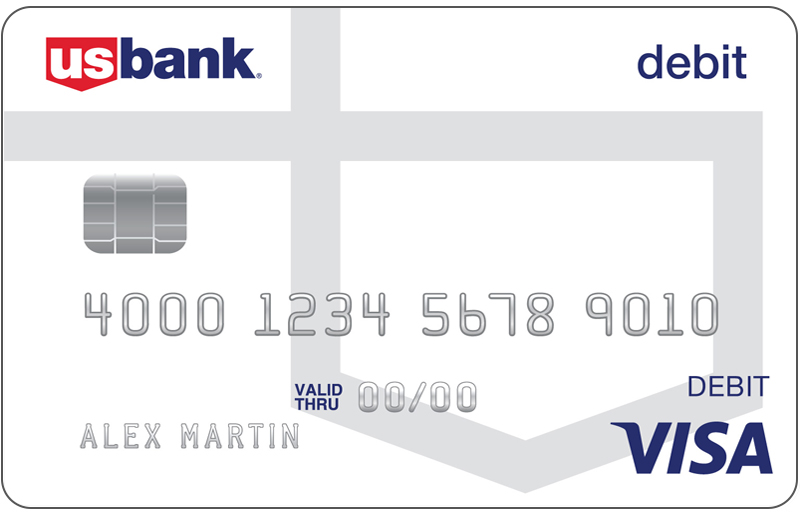 usbank®
debit
4000 1234 5678 9010
VALID THRU 00/00
DEBIT
ALEX MARTIN
VISA